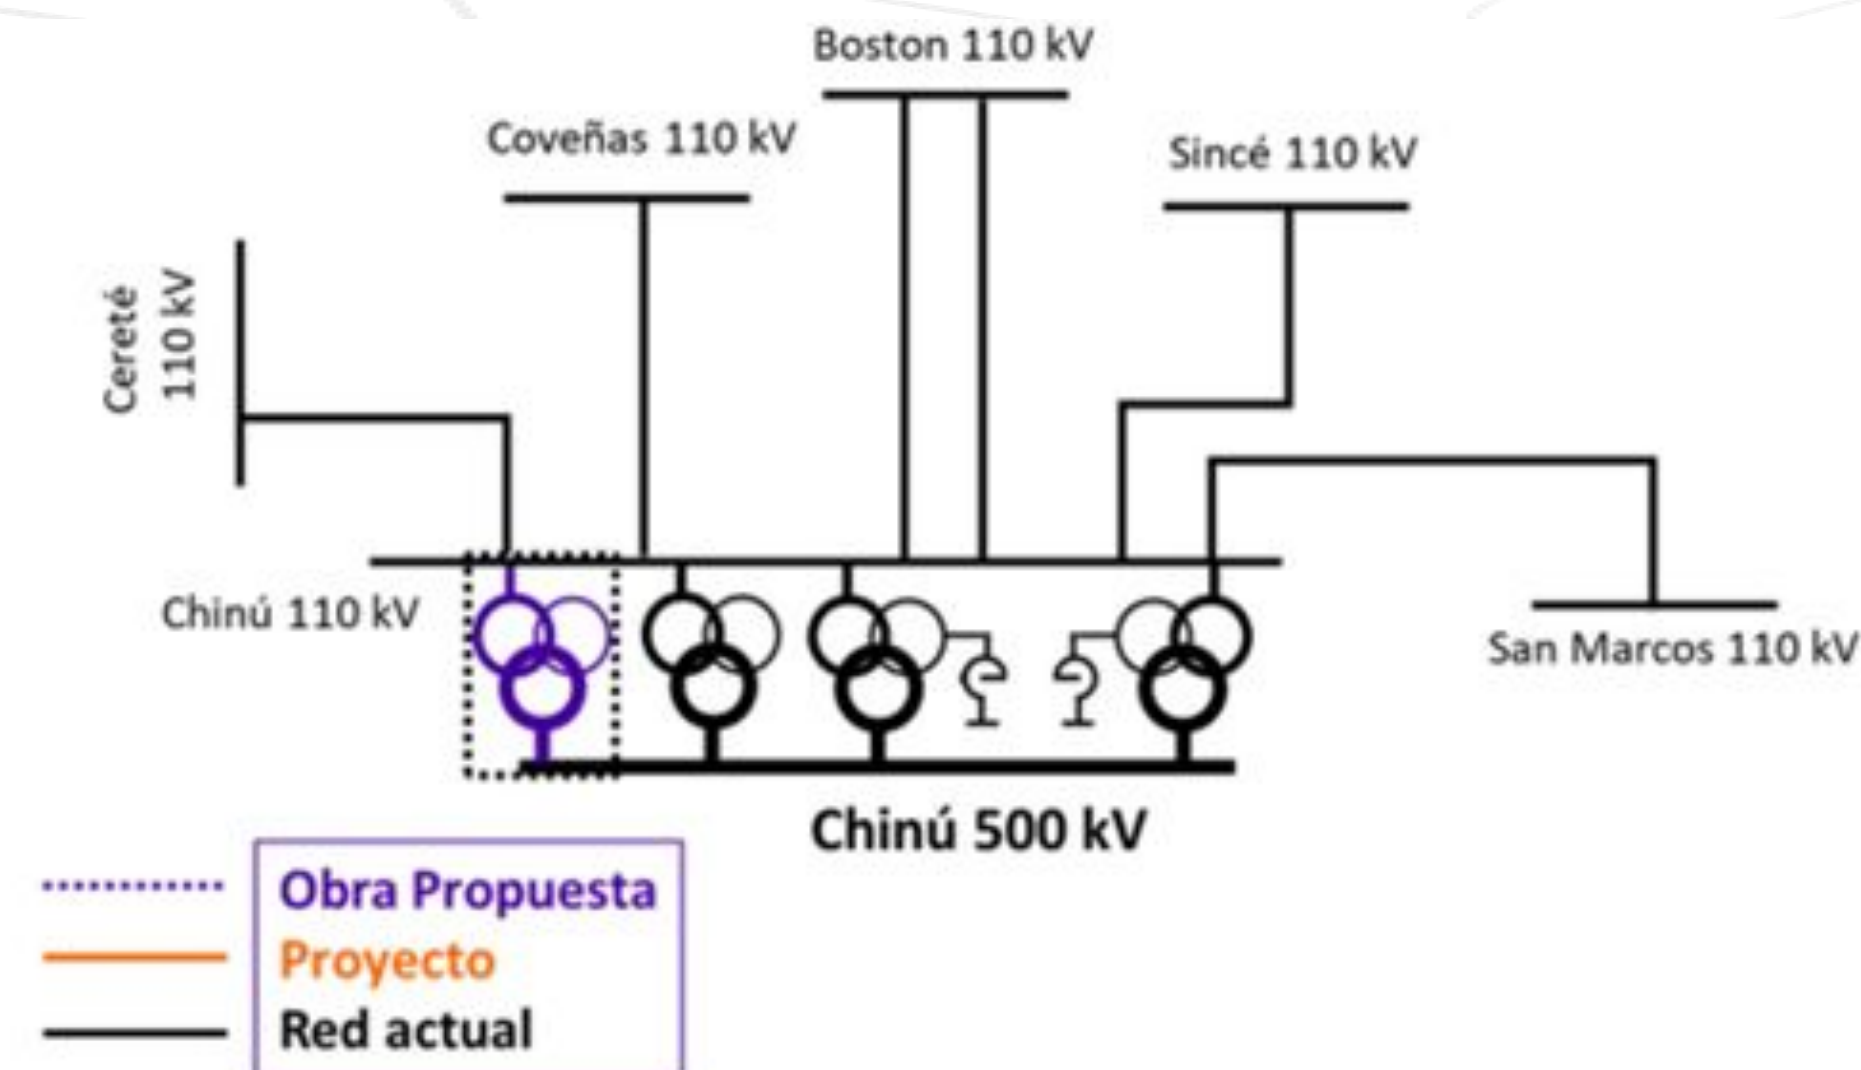 Boston 110 kV
Coveñas 110 kV
Sincé 110 kV
Cereté
110 kV
Chinú 110 kV
San Marcos 110 kV
Chinú 500 kV
Obra Propuesta
Proyecto
Red actual